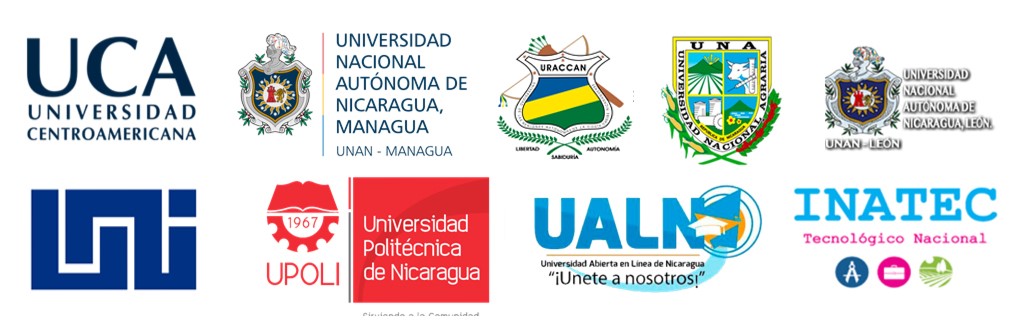 UCA
UNIVERSIDAD
CENTROAMERICANA
UNIVERSIDAD
NACIONAL
AUTÓNOMA DE
NICARAGUA,
MANAGUA
UNAN - MANAGUA
URACCAN
LIBERTAD
SABIDURÍA
AUTONOMÍA
UNA
UNIVERSIDAD NACIONAL AGRARIA
UNIVERSIDAD
NACIONAL
AUTÓNOMA DE
NICARAGUA, LEÓN.
UNAN-LEÓN
UNi
1967
UPOLI
Universidad
Politécnica
de Nicaragua
UALN
Universidad Abierta en Línea de Nicaragua
"¡Unete a nosotros!"
INATEC
Tecnológico Nacional